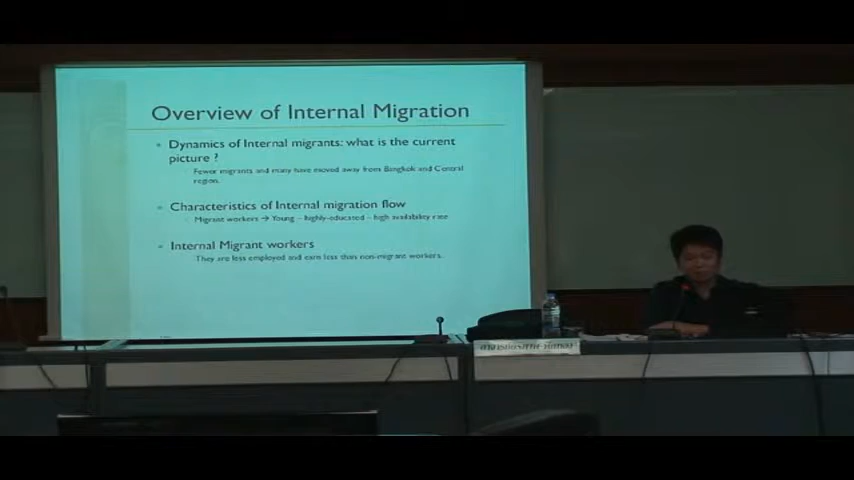 Overview of Internal Migration
Dynamics of Internal migrants: what is the current
picture ?
Fewer migrants and many have moved away from Bangkok and Central
region.
Characteristics of Internal migration flow
Migrant workers → Young – highly-educated – high availability rate
Internal Migrant workers
They are less employed and earn less than non-migrant workers.